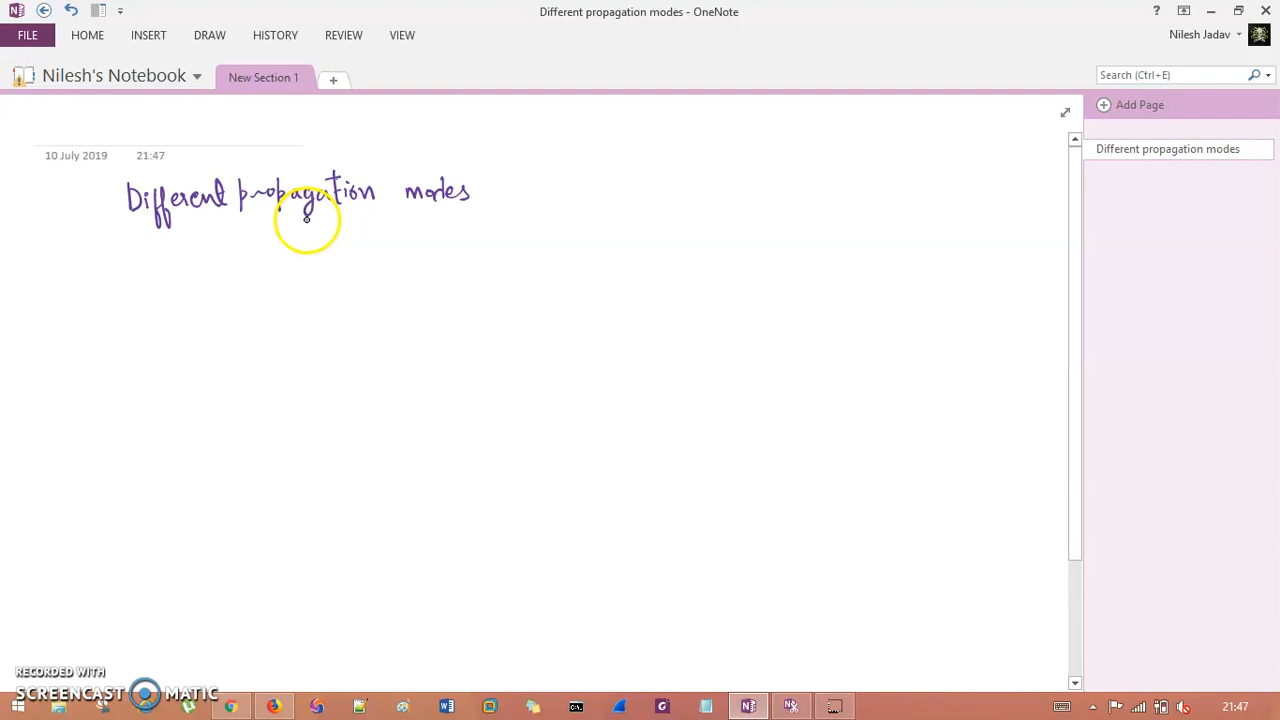 Different propagation modes - OneNote
FILE HOME INSERT DRAW HISTORY REVIEW VIEW
Nilesh Jadav
Nilesh's Notebook New Section 1
Search (Ctrl+E)
Add Page
Different propagation modes
10 July 2019 21:47
Different propagation modes
RECORDED WITH
SCREENCAST MATIC
21:47